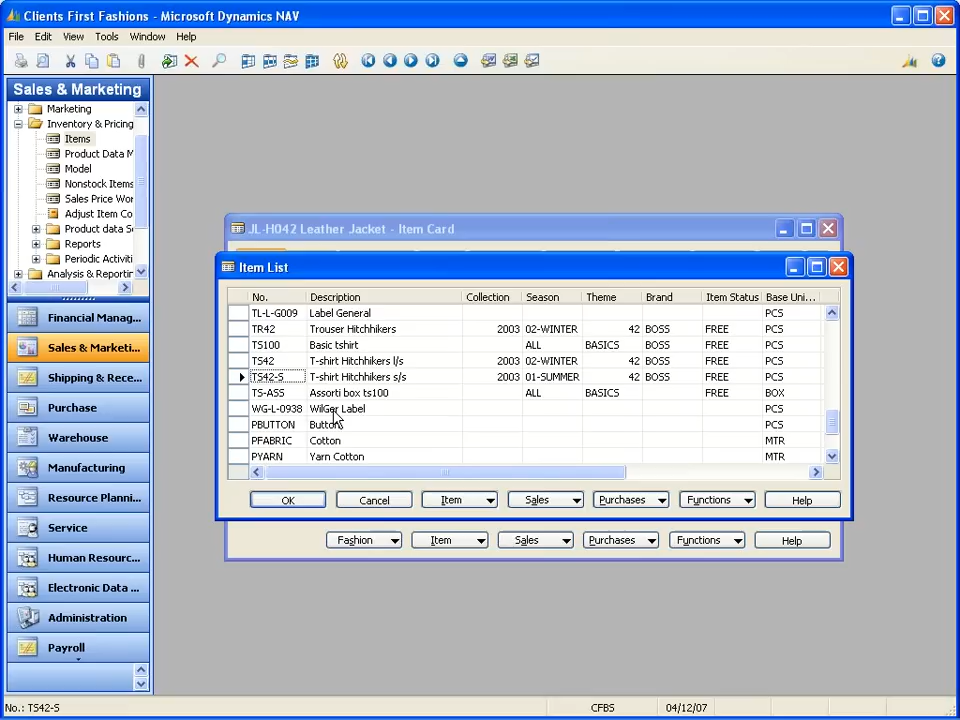 Clients First Fashions - Microsoft Dynamics NAV
File Edit View Tools Window Help
Sales & Marketing
Marketing
Inventory & Pricing
Items
Product Data M
Model
Nonstock Items
Sales Price Wor
Adjust Item Co
Product data S
Reports
Periodic Activiti
Analysis & Reportin
Financial Manag...
Sales & Marketi...
Shipping & Rece...
Purchase
Warehouse
Manufacturing
Resource Planni...
Service
Human Resourc...
Electronic Data ...
Administration
Payroll
JL-H042 Leather Jacket - Item Card
Item List
No. Description Collection Season Theme Brand Item Status Base Uni...
TL-L-G009 Label General PCS
TR42 Trouser Hitchhikers 2003 02-WINTER 42 BOSS FREE PCS
TS100 Basic tshirt ALL BASICS FREE PCS
TS42 T-shirt Hitchhikers l/s 2003 02-WINTER 42 BOSS FREE PCS
TS42-S T-shirt Hitchhikers s/s 2003 01-SUMMER 42 BOSS FREE PCS
TS-ASS Assorti box ts100 ALL BASICS FREE BOX
WG-L-0938 WilGer Label PCS
PBUTTON Buttons PCS
PFABRIC Cotton MTR
PYARN Yarn Cotton MTR
OK Cancel Item Sales Purchases Functions Help
Fashion Item Sales Purchases Functions Help
No.: TS42-S CFBS 04/12/07